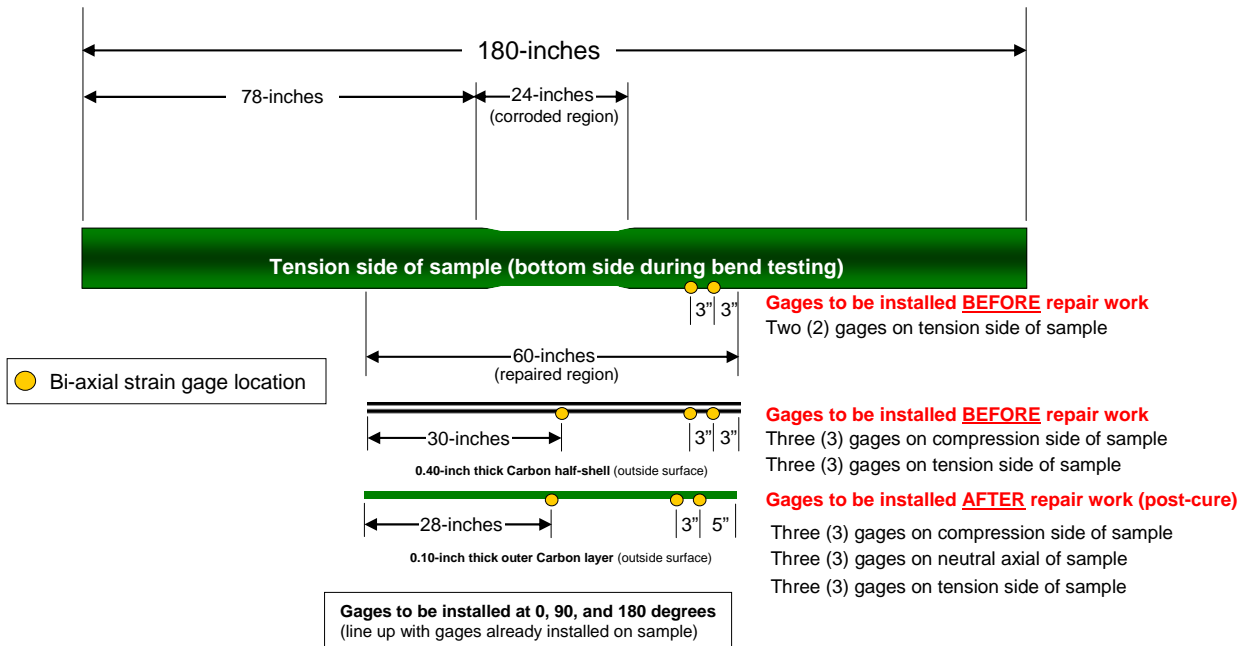 180-inches
78-inches
24-inches
(corroded region)
Tension side of sample (bottom side during bend testing)
3” 3”
Gages to be installed BEFORE repair work
Two (2) gages on tension side of sample
60-inches
(repaired region)
Bi-axial strain gage location
30-inches
3” 3”
Gages to be installed BEFORE repair work
Three (3) gages on compression side of sample
Three (3) gages on tension side of sample
0.40-inch thick Carbon half-shell (outside surface)
28-inches
3” 5”
Gages to be installed AFTER repair work (post-cure)
Three (3) gages on compression side of sample
Three (3) gages on neutral axial of sample
Three (3) gages on tension side of sample
0.10-inch thick outer Carbon layer (outside surface)
Gages to be installed at 0, 90, and 180 degrees
(line up with gages already installed on sample)